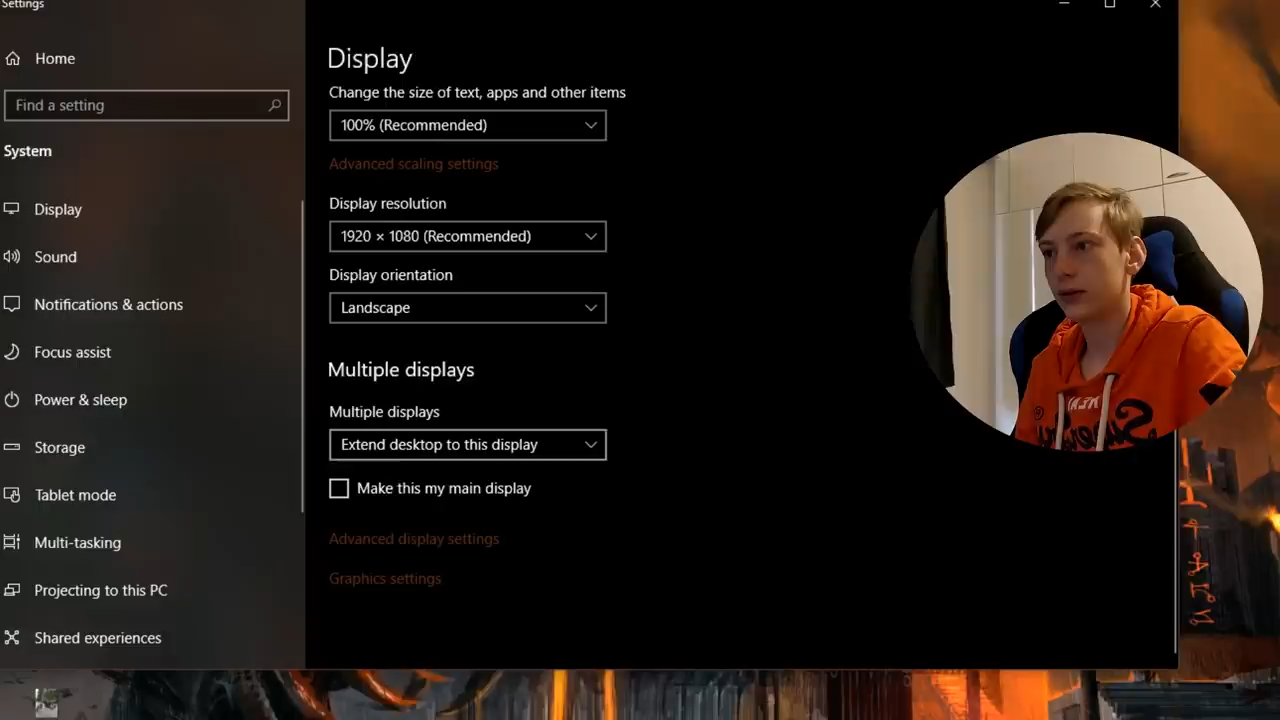 Settings
Home
Find a setting
System
Display
Sound
Notifications & actions
Focus assist
Power & sleep
Storage
Tablet mode
Multi-tasking
Projecting to this PC
Shared experiences
Display
Change the size of text, apps and other items
100% (Recommended)
Advanced scaling settings
Display resolution
1920 × 1080 (Recommended)
Display orientation
Landscape
Multiple displays
Multiple displays
Extend desktop to this display
Make this my main display
Advanced display settings
Graphics settings